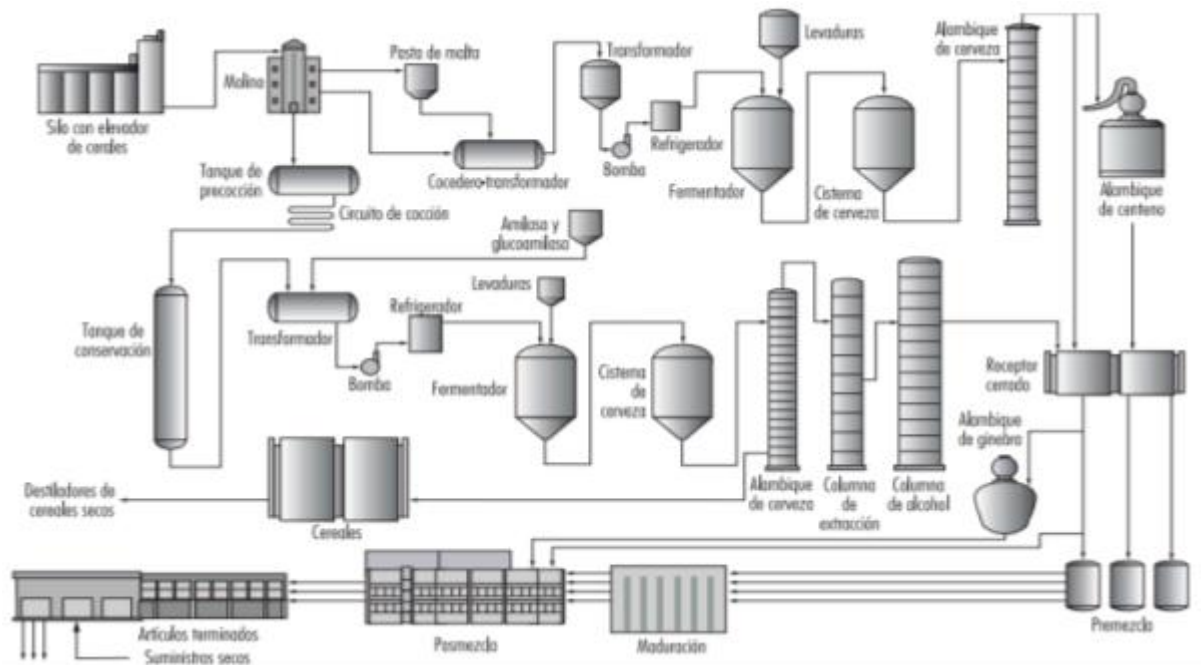 Silo con elevador
de cerales
Molino
Pasta de malta
Transformador
Levaduras
Alambique
de cerveza
Tanque de
precocción
Cocedero-transformador
Bomba
Refrigerador
Fermentador
Cisterna
de cerveza
Alambique
de centeno
Circuito de cocción
Amilasa y
glucoamilasa
Levaduras
Tanque de
conservación
Transformador
Refrigerador
Bomba
Fermentador
Cisterna
de
cerveza
Receptor
cerrado
Alambique
de ginebra
Destiladores de
cereales secos
Cereales
Alambique
de cerveza
Columna
de
extracción
Columna
de alcohol
Artículos terminados
Suministros secos
Posmezcla
Maduración
Premezcla